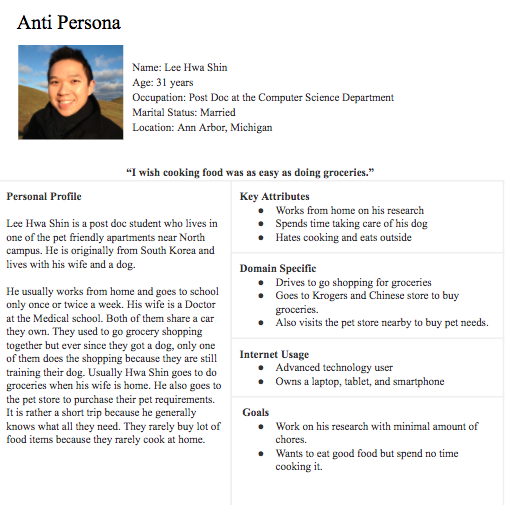 Anti Persona
Name: Lee Hwa Shin
Age: 31 years
Occupation: Post Doc at the Computer Science Department
Marital Status: Married
Location: Ann Arbor, Michigan
“I wish cooking food was as easy as doing groceries.”
Personal Profile
Lee Hwa Shin is a post doc student who lives in
one of the pet friendly apartments near North
campus. He is originally from South Korea and
lives with his wife and a dog.
He usually works from home and goes to school
only once or twice a week. His wife is a Doctor
at the Medical school. Both of them share a car
they own. They used to go grocery shopping
together but ever since they got a dog, only one
of them does the shopping because they are still
training their dog. Usually Hwa Shin goes to do
groceries when his wife is home. He also goes to
the pet store to purchase their pet requirements.
It is rather a short trip because he generally
knows what all they need. They rarely buy lot of
food items because they rarely cook at home.
Key Attributes
● Works from home on his research
● Spends time taking care of his dog
● Hates cooking and eats outside
Domain Specific
● Drives to go shopping for groceries
● Goes to Krogers and Chinese store to buy
groceries.
● Also visits the pet store nearby to buy pet needs.
Internet Usage
● Advanced technology user
● Owns a laptop, tablet, and smartphone
Goals
● Work on his research with minimal amount of
chores.
● Wants to eat good food but spend no time
cooking it.